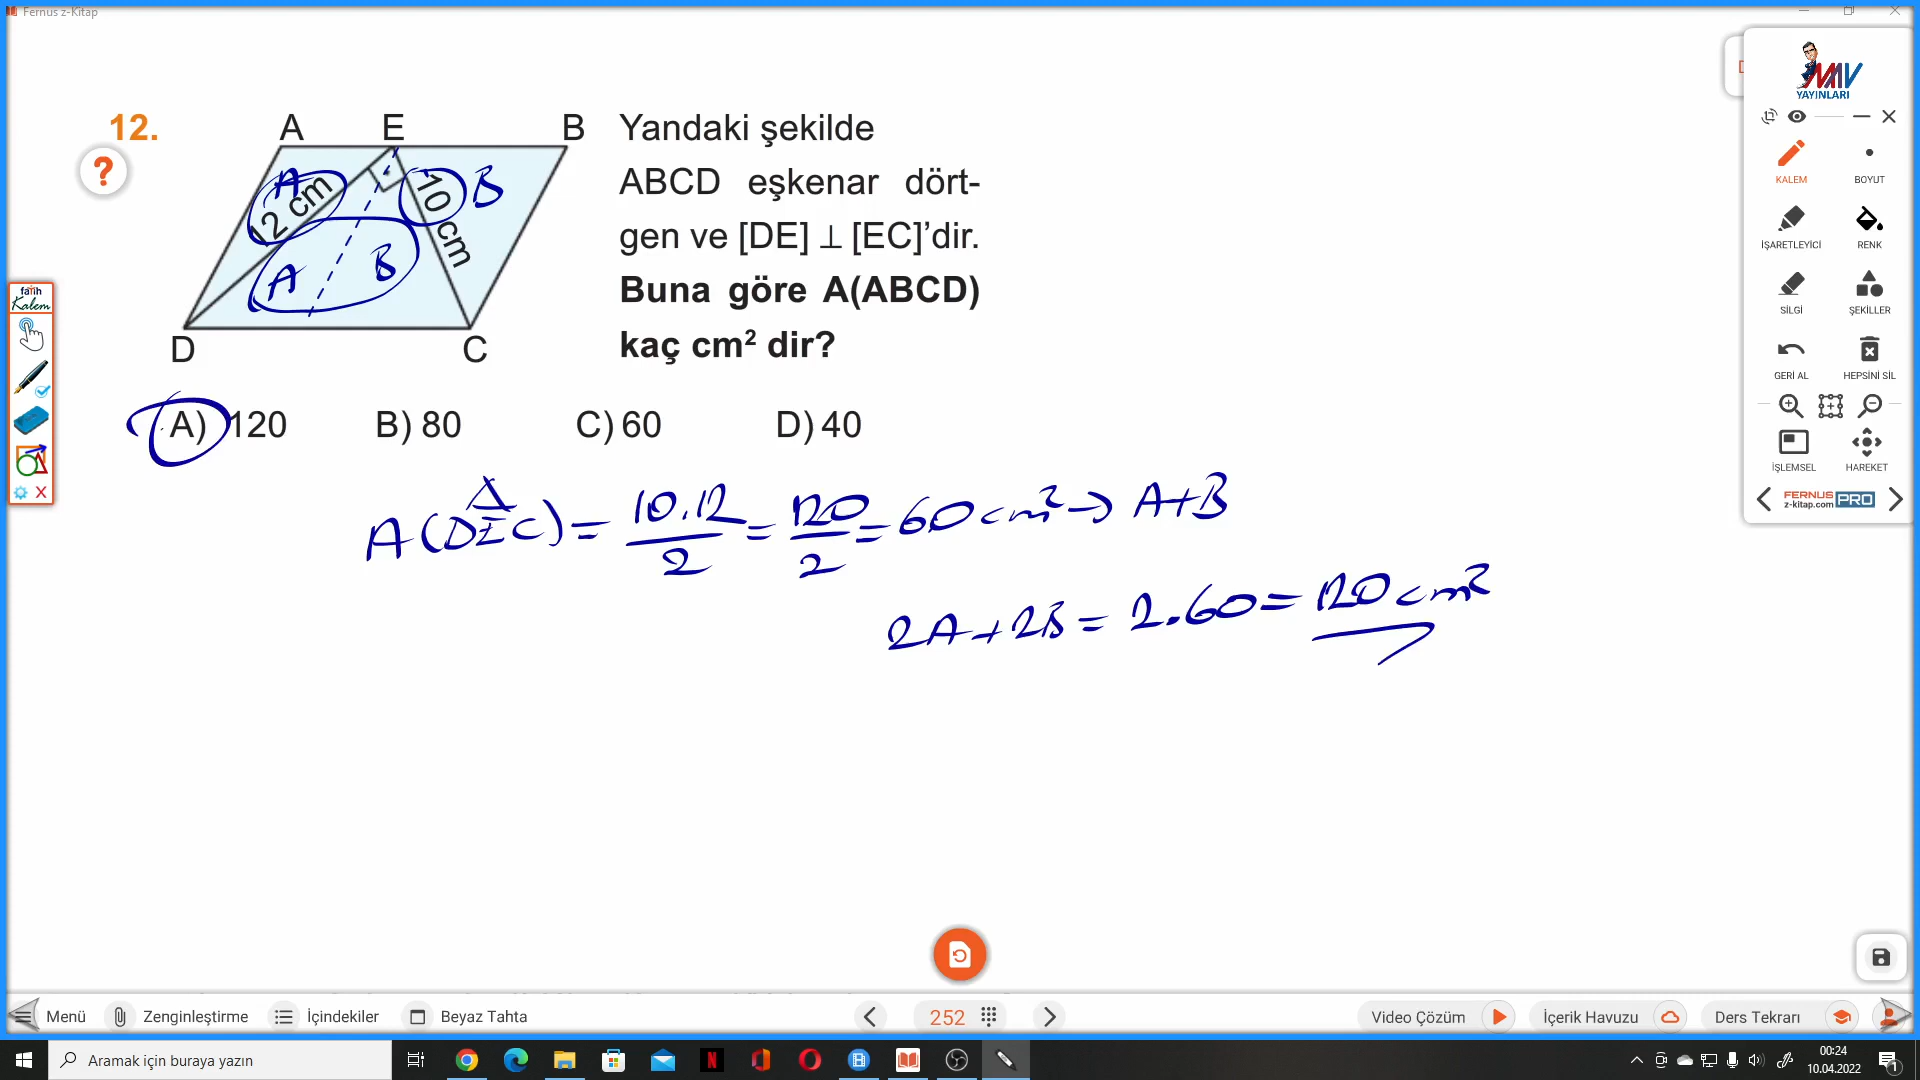 Fernus z-Kitap
12.
A E B
12 cm
10 cm
A
B
A
B
D C
?
Yandaki şekilde
ABCD eşkenar dört-
gen ve [DE] ⊥ [EC]'dir.
Buna göre A(ABCD)
kaç cm² dir?
A) 120 B) 80 C) 60 D) 40
A(DEC) = 10.12/2 = 120/2 = 60 cm² → A+B
2A+2B = 2.60 = 120 cm²
fatih
Kalem
MAV
YAYINLARI
KALEM BOYUT
İŞARETLEYİCİ RENK
SİLGİ ŞEKİLLER
GERİ AL HEPSİNİ SİL
İŞLEMSEL HAREKET
FERNUS PRO
z-kitap.com
Menü Zenginleştirme İçindekiler Beyaz Tahta 252 Video Çözüm İçerik Havuzu Ders Tekrarı
Aramak için buraya yazın
00:24
10.04.2022
1